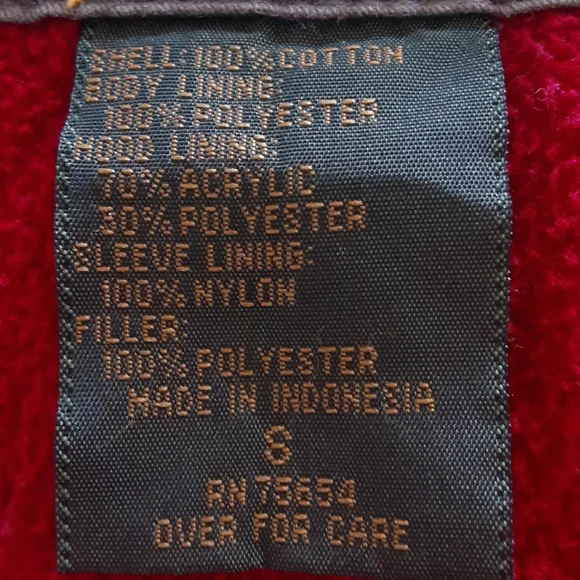 SHELL: 100% COTTON
BODY LINING:
100% POLYESTER
HOOD LINING:
70% ACRYLIC
30% POLYESTER
SLEEVE LINING:
100% NYLON
FILLER:
100% POLYESTER
MADE IN INDONESIA
S
RN 75654
OVER FOR CARE